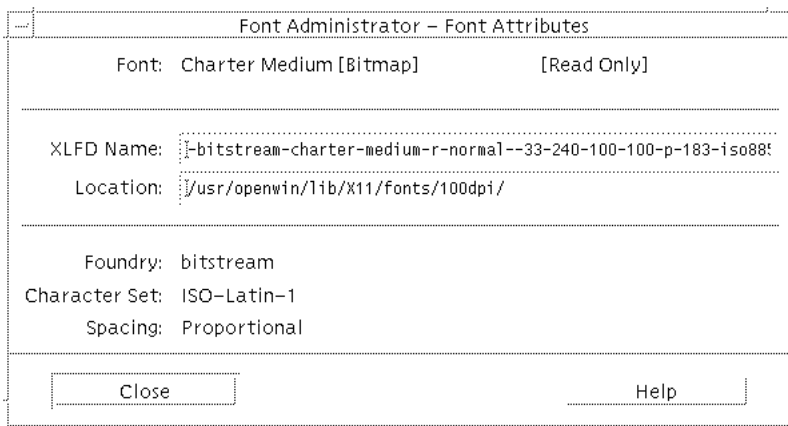 Font Administrator – Font Attributes
Font: Charter Medium [Bitmap] [Read Only]
XLFD Name: -bitstream-charter-medium-r-normal--33-240-100-100-p-183-iso885
Location: /usr/openwin/lib/X11/fonts/100dpi/
Foundry: bitstream
Character Set: ISO–Latin–1
Spacing: Proportional
Close Help